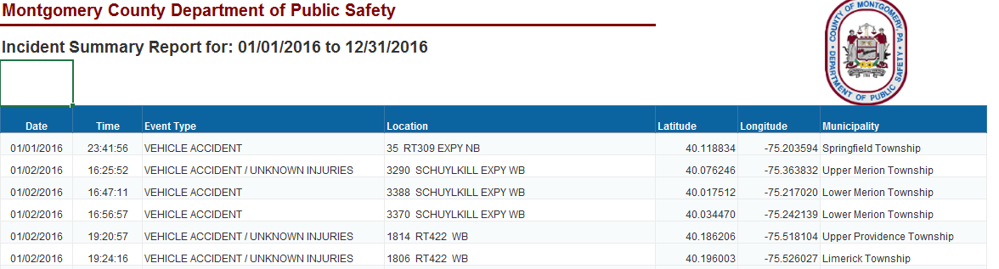 Montgomery County Department of Public Safety
Incident Summary Report for: 01/01/2016 to 12/31/2016
COUNTY OF MONTGOMERY, PA
DEPARTMENT OF PUBLIC SAFETY
Date Time Event Type Location Latitude Longitude Municipality
01/01/2016 23:41:56 VEHICLE ACCIDENT 35 RT309 EXPY NB 40.118834 -75.203594 Springfield Township
01/02/2016 16:25:52 VEHICLE ACCIDENT / UNKNOWN INJURIES 3290 SCHUYLKILL EXPY WB 40.076246 -75.363832 Upper Merion Township
01/02/2016 16:47:11 VEHICLE ACCIDENT 3388 SCHUYLKILL EXPY WB 40.017512 -75.217020 Lower Merion Township
01/02/2016 16:56:57 VEHICLE ACCIDENT 3370 SCHUYLKILL EXPY WB 40.034470 -75.242139 Lower Merion Township
01/02/2016 19:20:57 VEHICLE ACCIDENT / UNKNOWN INJURIES 1814 RT422 WB 40.186206 -75.518104 Upper Providence Township
01/02/2016 19:24:16 VEHICLE ACCIDENT / UNKNOWN INJURIES 1806 RT422 WB 40.196003 -75.526027 Limerick Township